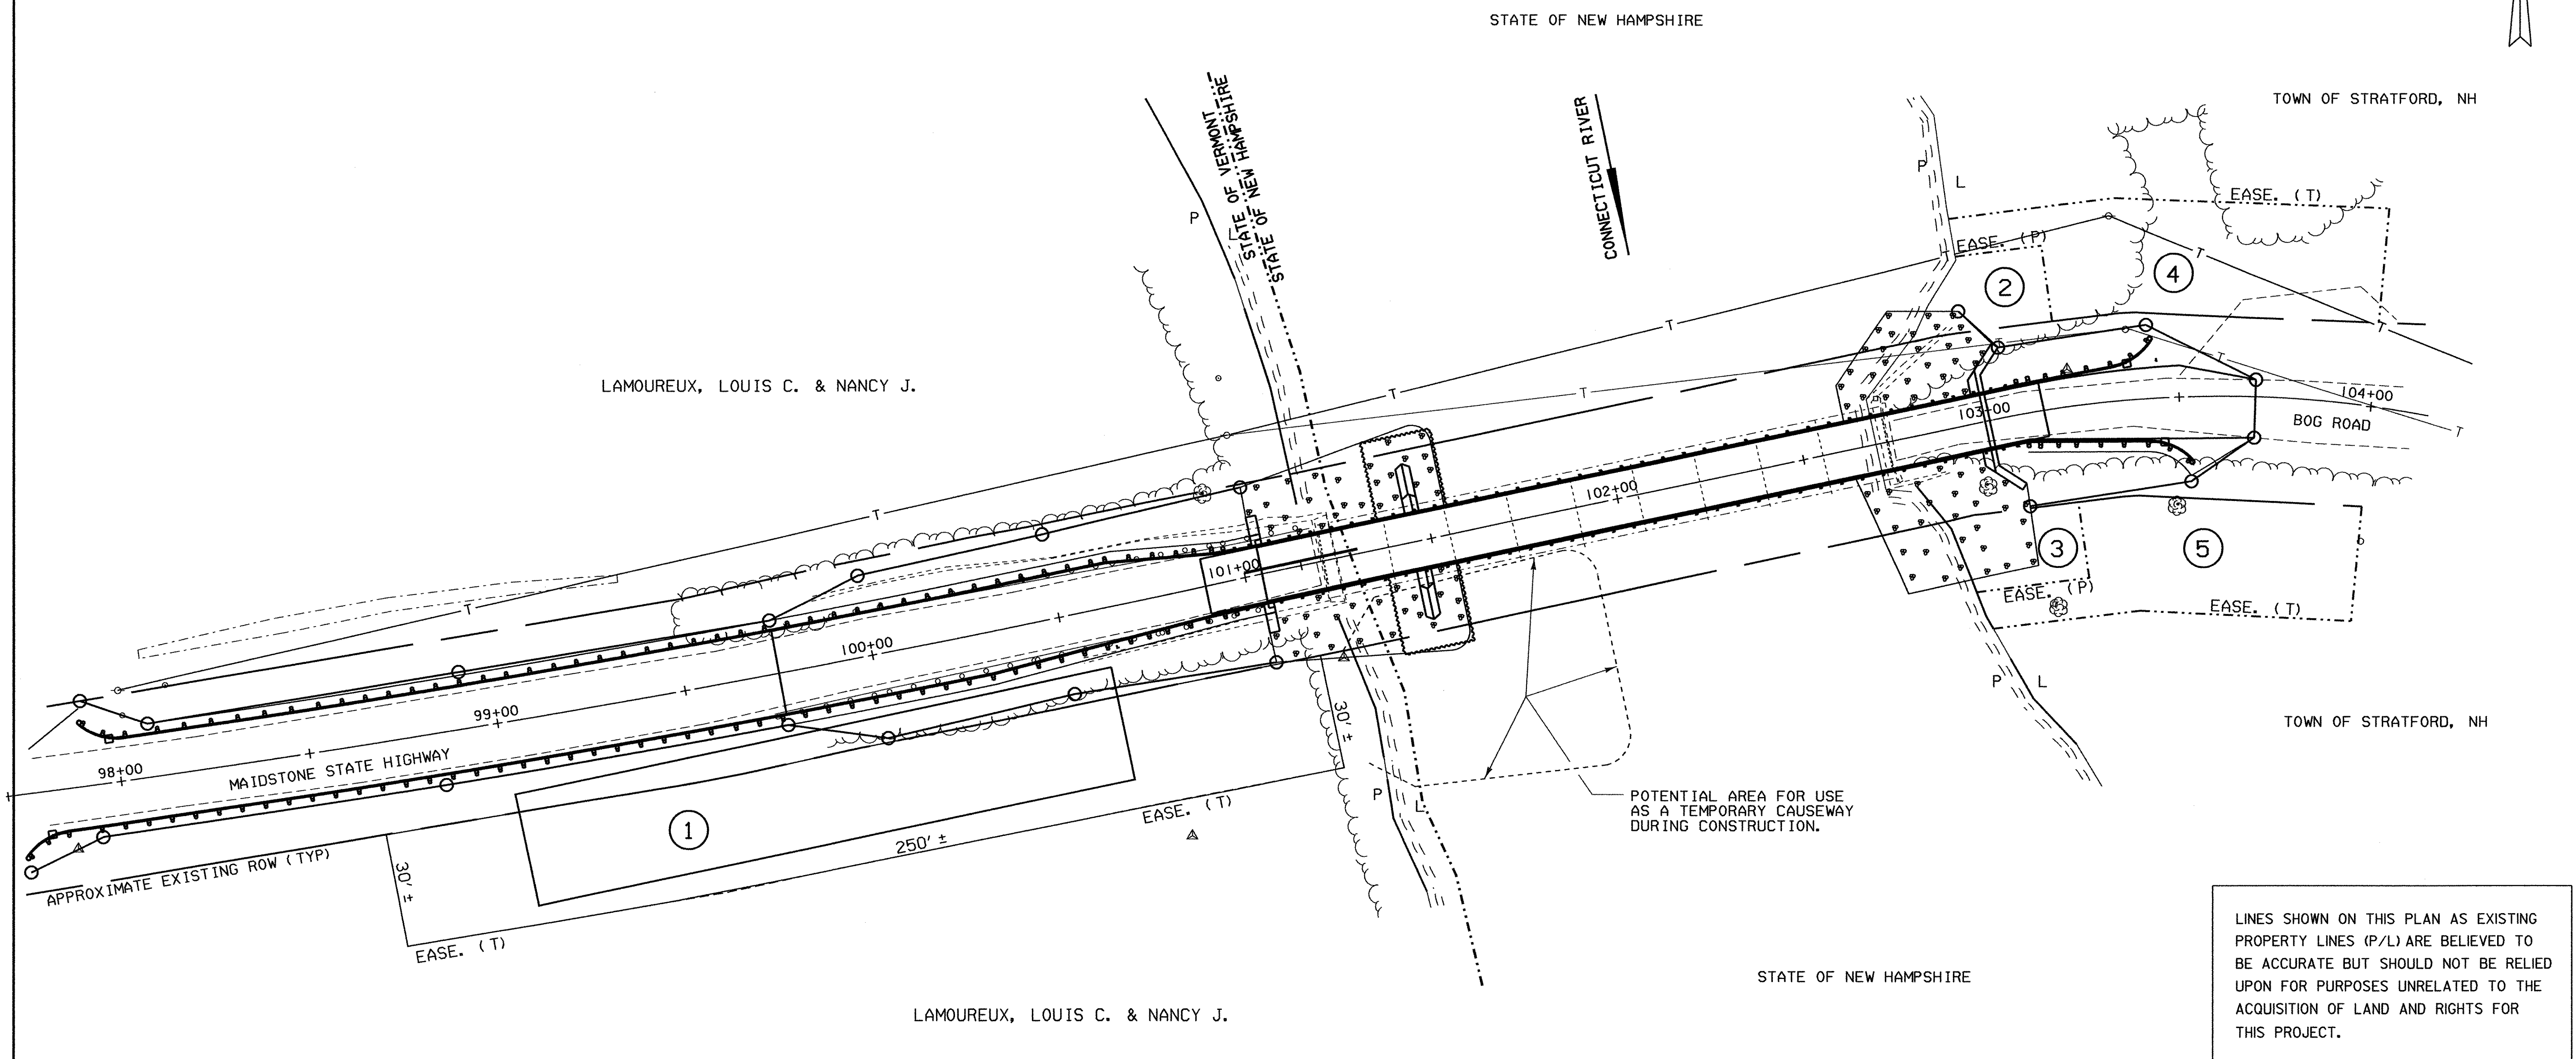 STATE OF NEW HAMPSHIRE
TOWN OF STRATFORD, NH
STATE OF VERMONT
STATE OF NEW HAMPSHIRE
CONNECTICUT RIVER
P
L
P
L
EASE. (T)
EASE. (P)
2
4
T
T
T
T
T
T
T
T
T
T
T
LAMOUREUX, LOUIS C. & NANCY J.
104+00
BOG ROAD
103+00
102+00
101+00
100+00
99+00
98+00
MAIDSTONE STATE HIGHWAY
3
5
EASE. (P)
EASE. (T)
P
L
TOWN OF STRATFORD, NH
30' ±
P
L
POTENTIAL AREA FOR USE
AS A TEMPORARY CAUSEWAY
DURING CONSTRUCTION.
EASE. (T)
1
250' ±
APPROXIMATE EXISTING ROW (TYP)
30' ±
EASE. (T)
STATE OF NEW HAMPSHIRE
LAMOUREUX, LOUIS C. & NANCY J.
LINES SHOWN ON THIS PLAN AS EXISTING
PROPERTY LINES (P/L) ARE BELIEVED TO
BE ACCURATE BUT SHOULD NOT BE RELIED
UPON FOR PURPOSES UNRELATED TO THE
ACQUISITION OF LAND AND RIGHTS FOR
THIS PROJECT.